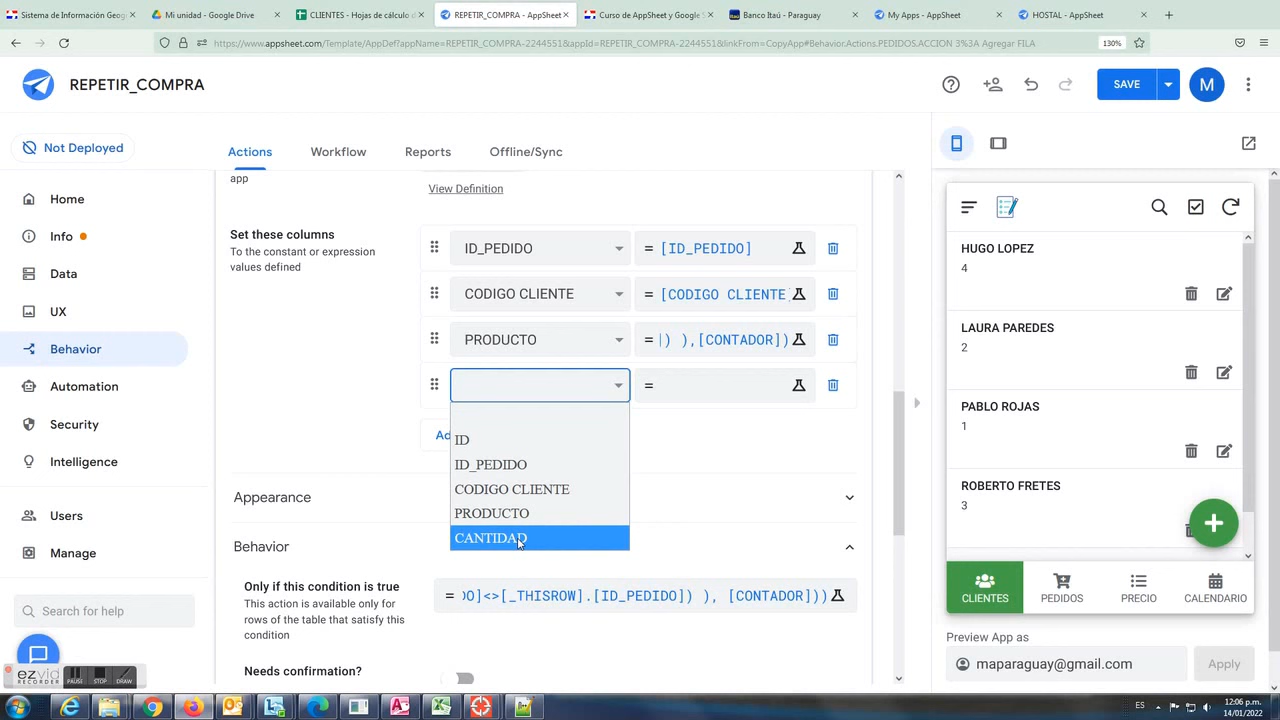 Sistema de Información Geog
Mi unidad - Google Drive
CLIENTES - Hojas de cálculo d
REPETIR_COMPRA - AppSheet
Curso de AppSheet y Google S
Banco Itaú - Paraguay
My Apps - AppSheet
HOSTAL - AppSheet
https://www.appsheet.com/Template/AppDef?appName=REPETIR_COMPRA-2244551&appId=REPETIR_COMPRA-2244551&linkFrom=CopyApp#Behavior.Actions.PEDIDOS.ACCION 3%3A Agregar FILA
130%
REPETIR_COMPRA
SAVE
M
Not Deployed
Actions
Workflow
Reports
Offline/Sync
Home
Info
Data
UX
Behavior
Automation
Security
Intelligence
Users
Manage
Search for help
ezvid
RECORDER
PAUSE
STOP
DRAW
app
View Definition
Set these columns
To the constant or expression
values defined
ID_PEDIDO
= [ID_PEDIDO]
CODIGO CLIENTE
= [CODIGO CLIENTE]
PRODUCTO
= ) ),[CONTADOR])
=
Ad
ID
ID_PEDIDO
CODIGO CLIENTE
PRODUCTO
CANTIDAD
Appearance
Behavior
Only if this condition is true
This action is available only for
rows of the table that satisfy this
condition
= DO]<>[_THISROW].[ID_PEDIDO]) ), [CONTADOR]))
Needs confirmation?
HUGO LOPEZ
4
LAURA PAREDES
2
PABLO ROJAS
1
ROBERTO FRETES
3
CLIENTES
PEDIDOS
PRECIO
CALENDARIO
Preview App as
maparaguay@gmail.com
Apply
ES
12:06 p.m.
14/01/2022